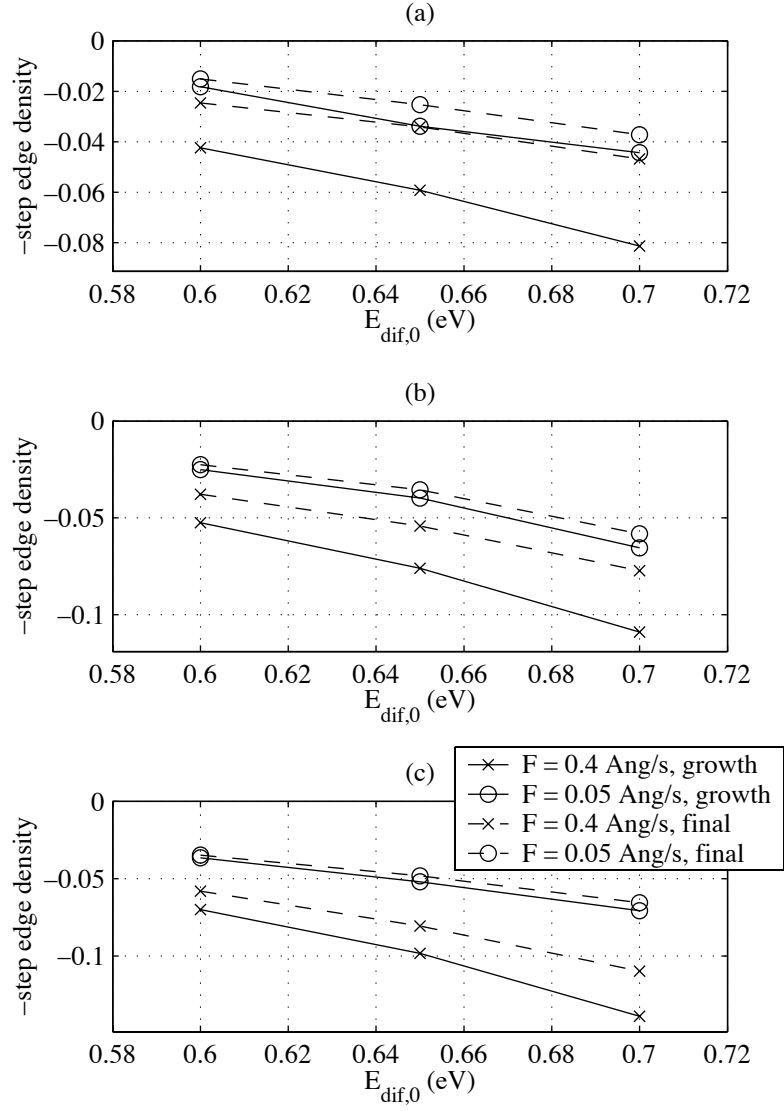 (a)
0
–0.02
–0.04
–0.06
–0.08
–step edge density
0.58 0.6 0.62 0.64 0.66 0.68 0.7 0.72
E_dif,0 (eV)
(b)
0
–0.05
–0.1
–step edge density
0.58 0.6 0.62 0.64 0.66 0.68 0.7 0.72
E_dif,0 (eV)
(c)
F = 0.4 Ang/s, growth
F = 0.05 Ang/s, growth
F = 0.4 Ang/s, final
F = 0.05 Ang/s, final
0
–0.05
–0.1
–step edge density
0.58 0.6 0.62 0.64 0.66 0.68 0.7 0.72
E_dif,0 (eV)